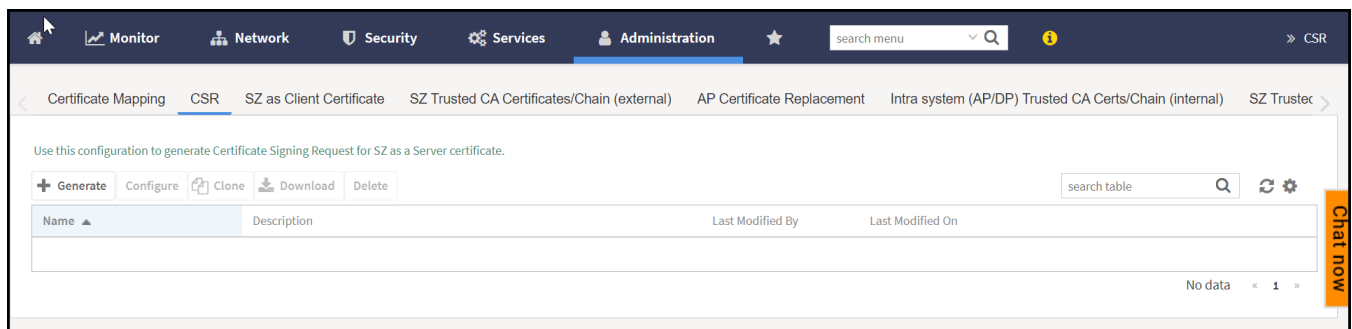 Monitor Network Security Services Administration search menu » CSR
Certificate Mapping CSR SZ as Client Certificate SZ Trusted CA Certificates/Chain (external) AP Certificate Replacement Intra system (AP/DP) Trusted CA Certs/Chain (internal) SZ Trusted
Use this configuration to generate Certificate Signing Request for SZ as a Server certificate.
+ Generate Configure Clone Download Delete search table
Name Description Last Modified By Last Modified On
No data « 1 »
Chat now